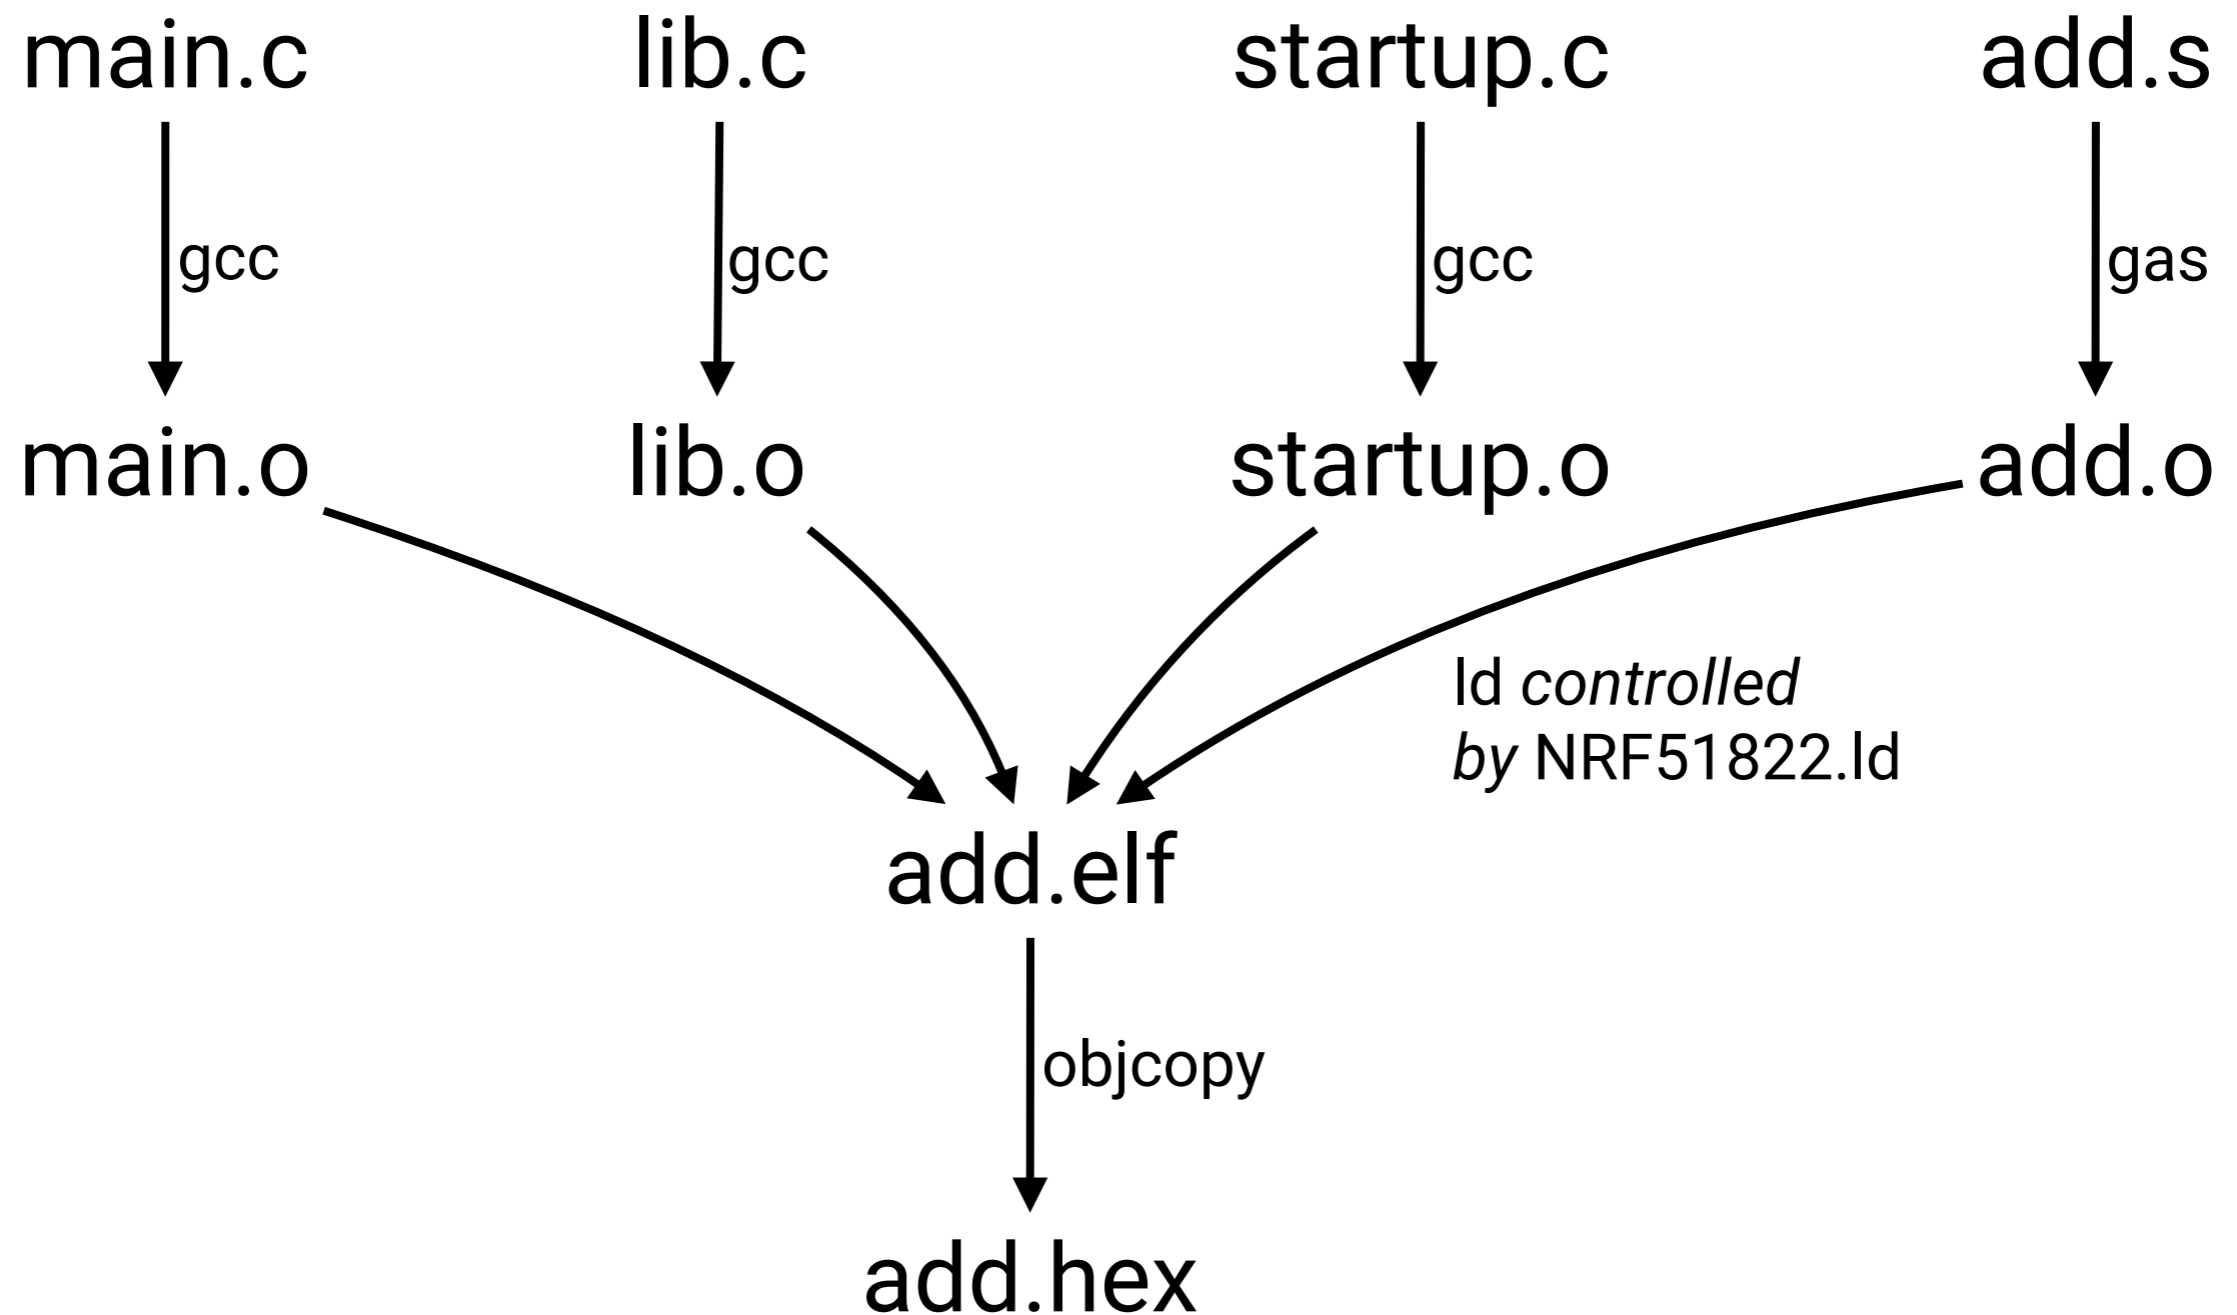 main.c lib.c startup.c add.s
gcc gcc gcc gas
main.o lib.o startup.o add.o
ld controlled
by NRF51822.ld
add.elf
objcopy
add.hex